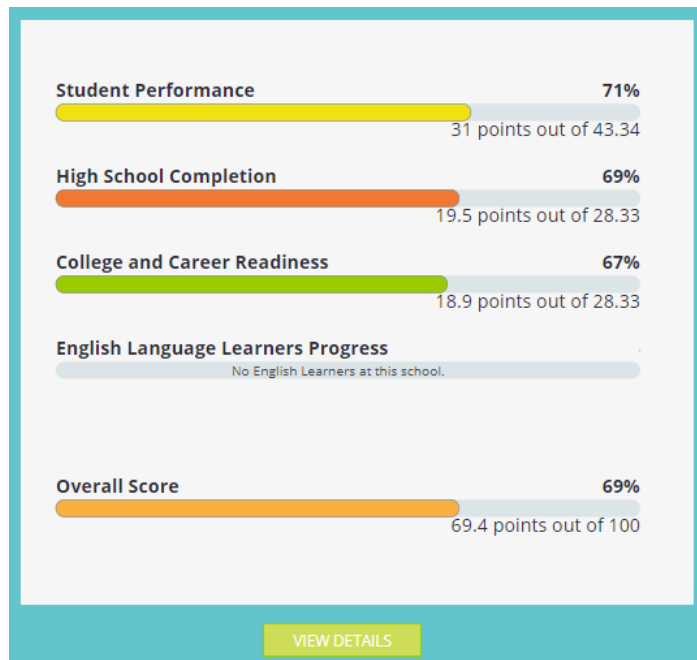 Student Performance 71%
31 points out of 43.34
High School Completion 69%
19.5 points out of 28.33
College and Career Readiness 67%
18.9 points out of 28.33
English Language Learners Progress
No English Learners at this school.
Overall Score 69%
69.4 points out of 100
VIEW DETAILS